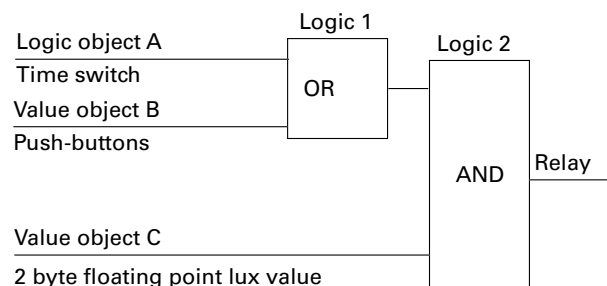 Logic 1
Logic object A
Time switch
OR
Value object B
Push-buttons
Logic 2
AND
Relay
Value object C
2 byte floating point lux value